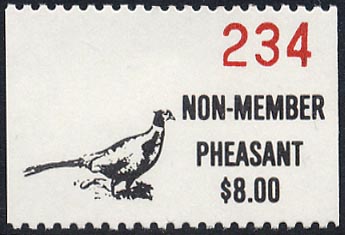 234
NON-MEMBER
PHEASANT
$8.00